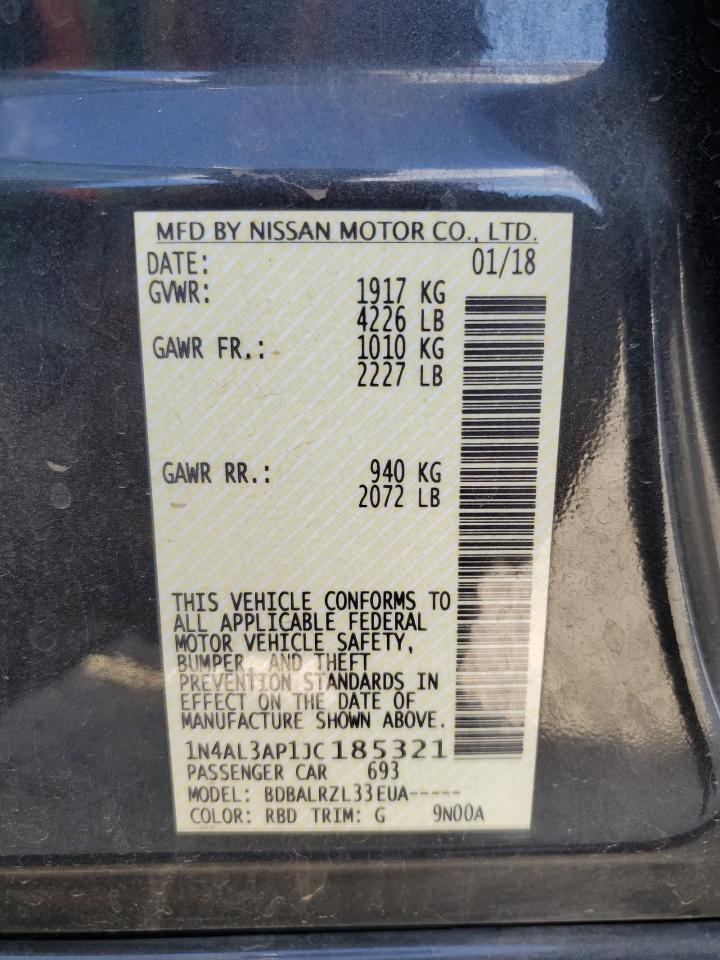 MFD BY NISSAN MOTOR CO., LTD.
DATE: 01/18
GVWR: 1917 KG
4226 LB
GAWR FR.: 1010 KG
2227 LB
GAWR RR.: 940 KG
2072 LB
THIS VEHICLE CONFORMS TO
ALL APPLICABLE FEDERAL
MOTOR VEHICLE SAFETY,
BUMPER, AND THEFT
PREVENTION STANDARDS IN
EFFECT ON THE DATE OF
MANUFACTURE SHOWN ABOVE.
1N4AL3AP1JC185321
PASSENGER CAR 693
MODEL: BDBALRZL33EUA-----
COLOR: RBD TRIM: G 9N00A